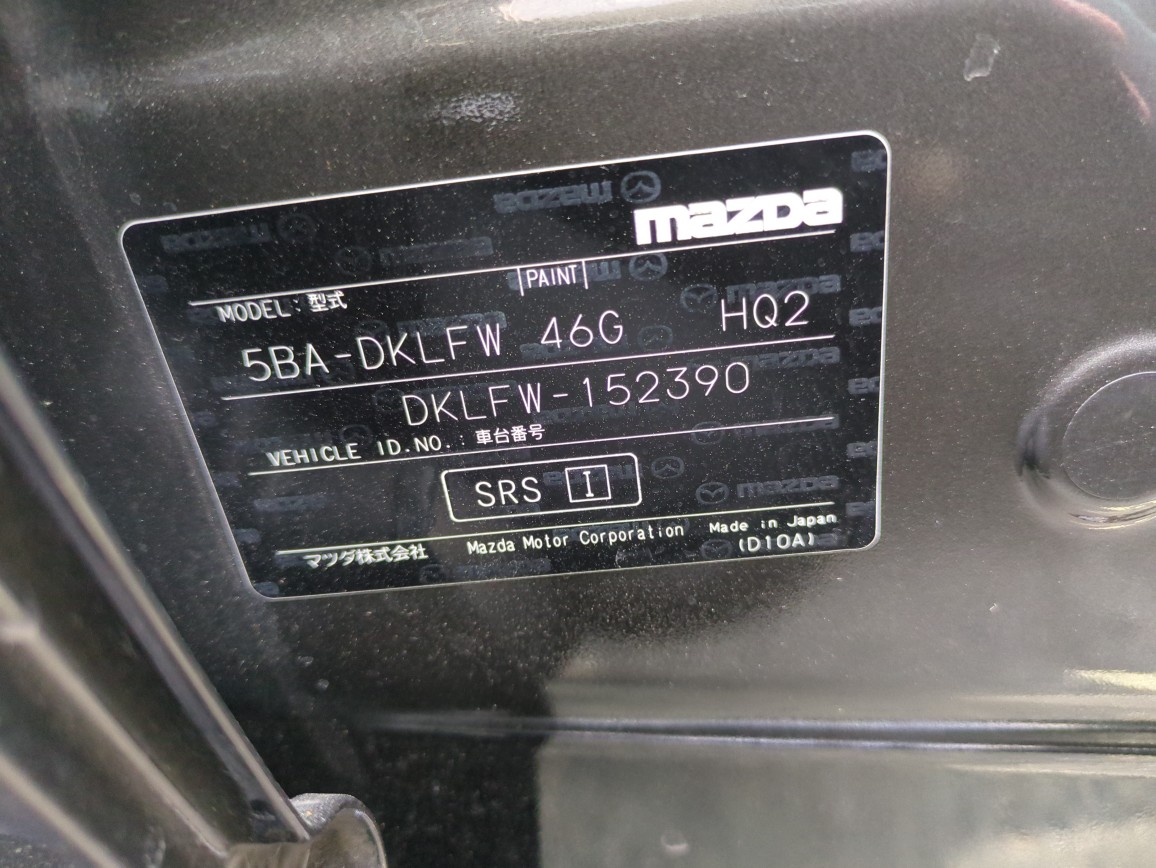 mazda
MODEL: 型式 PAINT
5BA-DKLFW 46G HQ2
DKLFW-152390
VEHICLE ID.NO.: 車台番号
SRS I
マツダ株式会社 Mazda Motor Corporation Made in Japan
(D10A)